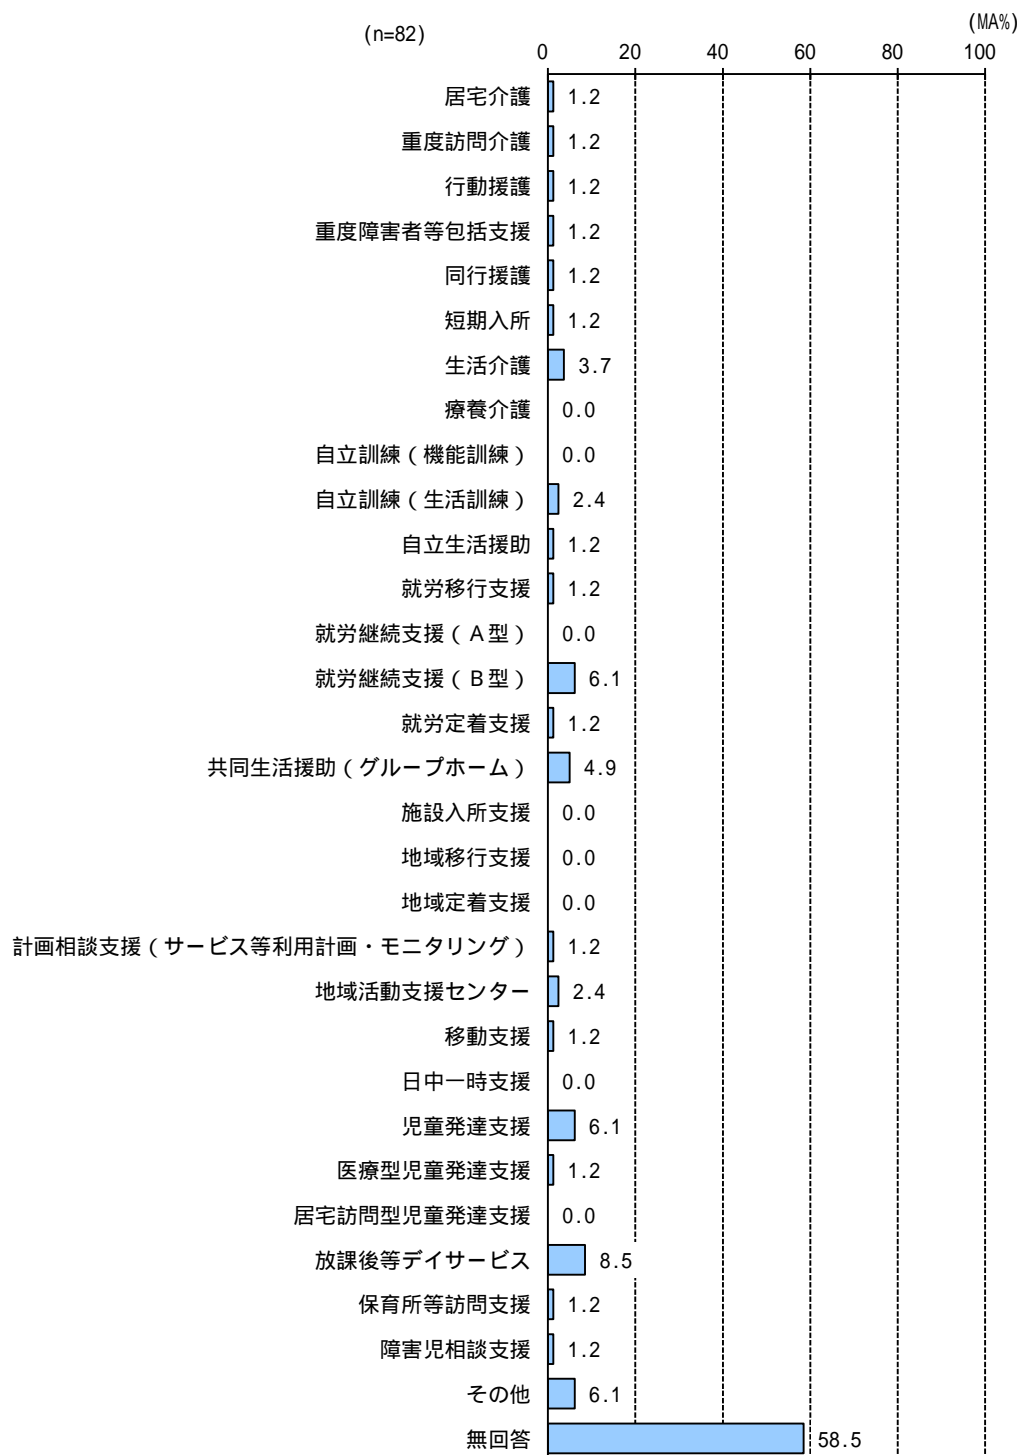 (MA%)
(n=82)
0 20 40 60 80 100
居宅介護 1.2
重度訪問介護 1.2
行動援護 1.2
重度障害者等包括支援 1.2
同行援護 1.2
短期入所 1.2
生活介護 3.7
療養介護 0.0
自立訓練（機能訓練） 0.0
自立訓練（生活訓練） 2.4
自立生活援助 1.2
就労移行支援 1.2
就労継続支援（Ａ型） 0.0
就労継続支援（Ｂ型） 6.1
就労定着支援 1.2
共同生活援助（グループホーム） 4.9
施設入所支援 0.0
地域移行支援 0.0
地域定着支援 0.0
計画相談支援（サービス等利用計画・モニタリング） 1.2
地域活動支援センター 2.4
移動支援 1.2
日中一時支援 0.0
児童発達支援 6.1
医療型児童発達支援 1.2
居宅訪問型児童発達支援 0.0
放課後等デイサービス 8.5
保育所等訪問支援 1.2
障害児相談支援 1.2
その他 6.1
無回答 58.5